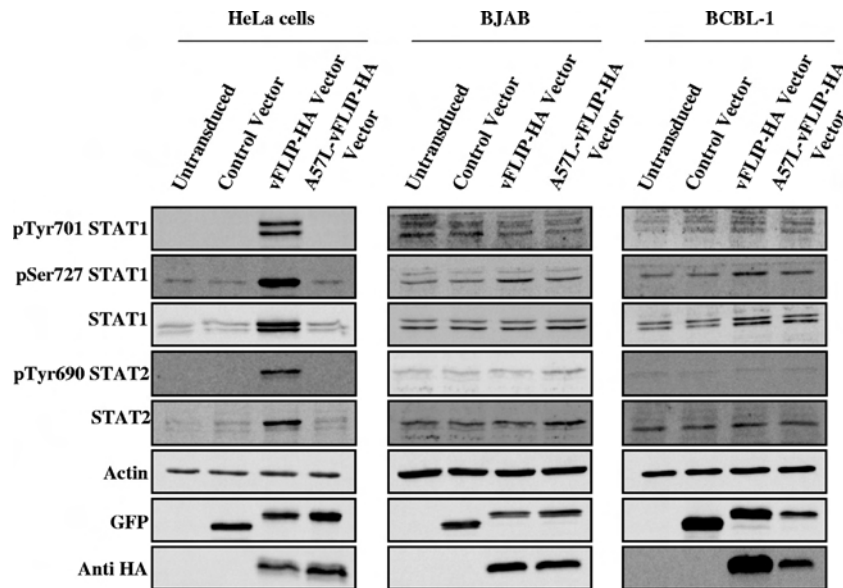 HeLa cells
BJAB
BCBL-1
Untransduced
Control Vector
vFLIP-HA Vector
A57L-vFLIP-HA
Vector
Untransduced
Control Vector
vFLIP-HA Vector
A57L-vFLIP-HA
Vector
Untransduced
Control Vector
vFLIP-HA Vector
A57L-vFLIP-HA
Vector
pTyr701 STAT1
pSer727 STAT1
STAT1
pTyr690 STAT2
STAT2
Actin
GFP
Anti HA